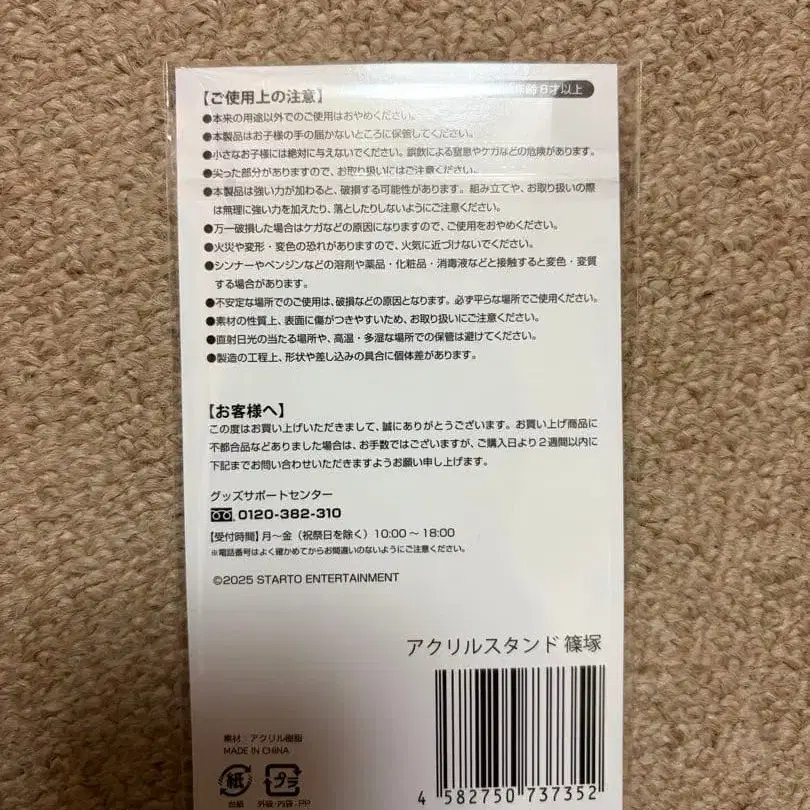 【ご使用上の注意】
年齢 6才以上
●本来の用途以外でのご使用はおやめください。
●本製品はお子様の手の届かないところに保管してください。
●小さなお子様には絶対に与えないでください。誤飲による窒息やケガなどの危険があります。
●尖った部分がありますので、お取り扱いにはご注意ください。
●本製品は強い力が加わると、破損する可能性があります。組み立てや、お取り扱いの際
は無理に強い力を加えたり、落としたりしないようにご注意ください。
●万一破損した場合はケガなどの原因になりますので、ご使用をおやめください。
●火災や変形・変色の恐れがありますので、火気に近づけないでください。
●シンナーやベンジンなどの溶剤や薬品・化粧品・消毒液などと接触すると変色・変質
する場合があります。
●不安定な場所でのご使用は、破損などの原因となります。必ず平らな場所でご使用ください。
●素材の性質上、表面に傷がつきやすいため、お取り扱いにご注意ください。
●直射日光の当たる場所や、高温・多湿な場所での保管は避けてください。
●製造の工程上、形状や差し込みの具合に個体差があります。
【お客様へ】
この度はお買い上げいただきまして、誠にありがとうございます。お買い上げ商品に
不都合品などありました場合は、お手数ではございますが、ご購入日より2週間以内に
下記までお問い合わせいただきますようお願い申し上げます。
グッズサポートセンター
0120-382-310
【受付時間】月〜金（祝祭日を除く）10:00〜18:00
※電話番号はよく確かめてからお間違いのないようにご注意ください。
©2025 STARTO ENTERTAINMENT
アクリルスタンド 篠塚
素材：アクリル樹脂
MADE IN CHINA
紙 プラ
台紙 外袋・内袋：PP
4 582750 737352